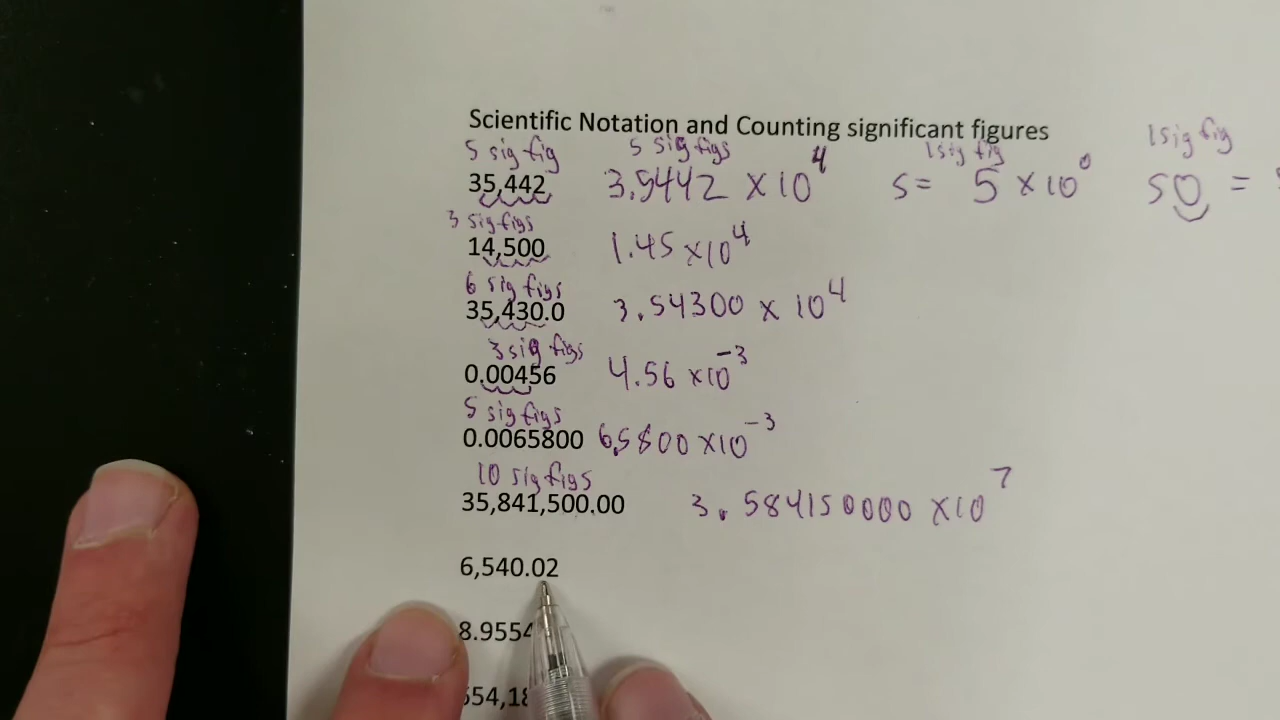 Scientific Notation and Counting significant figures
5 sig fig 5 sig figs 1 sig fig 1 sig fig
35,442 3.5442 x 10^4 5 = 5 x 10^0 50 =
3 sig figs
14,500 1.45 x 10^4
6 sig figs
35,430.0 3.54300 x 10^4
3 sig figs
0.00456 4.56 x 10^-3
5 sig figs
0.0065800 6.5800 x 10^-3
10 sig figs
35,841,500.00 3.584150000 x 10^7
6,540.02
8.9554